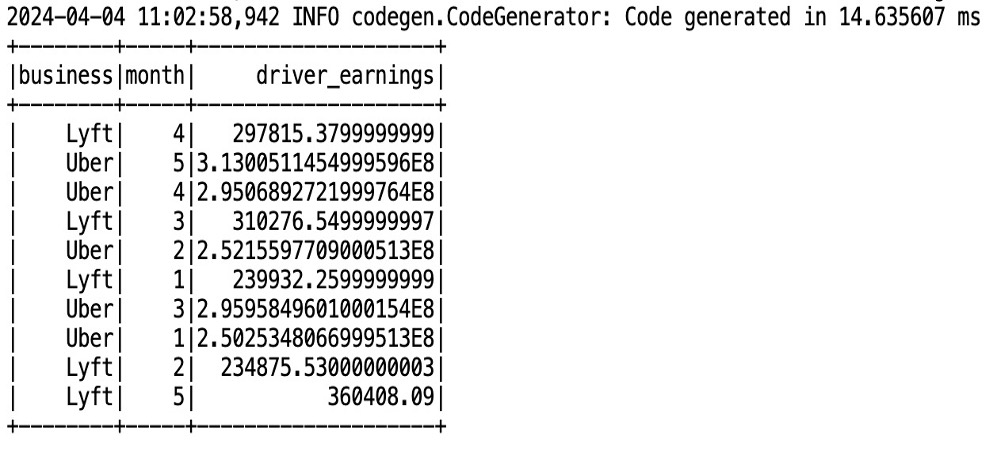 2024-04-04 11:02:58,942 INFO codegen.CodeGenerator: Code generated in 14.635607 ms
+--------+-----+--------------------+
|business|month|     driver_earnings|
+--------+-----+--------------------+
|    Lyft|    4|   297815.3799999999|
|    Uber|    5|3.1300511454999596E8|
|    Uber|    4|2.9506892721999764E8|
|    Lyft|    3|   310276.5499999997|
|    Uber|    2|2.5215597709000513E8|
|    Lyft|    1|   239932.2599999999|
|    Uber|    3|2.9595849601000154E8|
|    Uber|    1|2.5025348066999513E8|
|    Lyft|    2|  234875.53000000003|
|    Lyft|    5|           360408.09|
+--------+-----+--------------------+